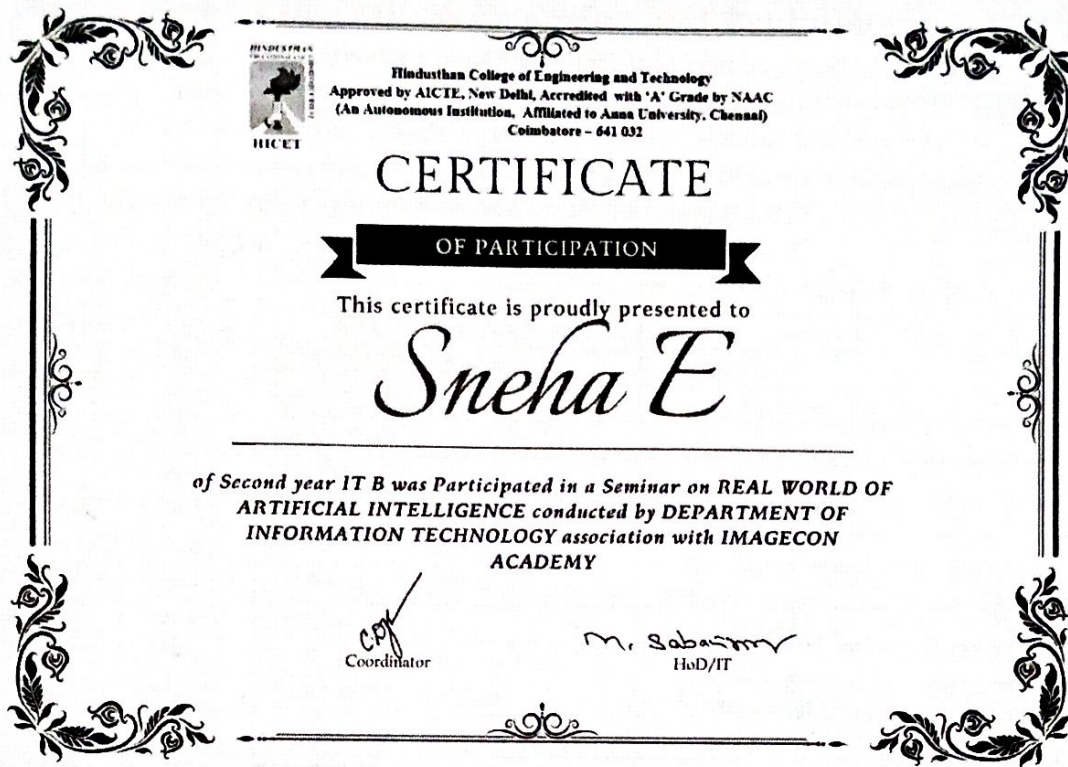 HINDUSTHAN
HICET
Hindusthan College of Engineering and Technology
Approved by AICTE, New Delhi, Accredited with 'A' Grade by NAAC
(An Autonomous Institution, Affiliated to Anna University, Chennai)
Coimbatore – 641 032
CERTIFICATE
OF PARTICIPATION
This certificate is proudly presented to
Sneha E
of Second year IT B was Participated in a Seminar on REAL WORLD OF
ARTIFICIAL INTELLIGENCE conducted by DEPARTMENT OF
INFORMATION TECHNOLOGY association with IMAGECON
ACADEMY
Coordinator
HoD/IT